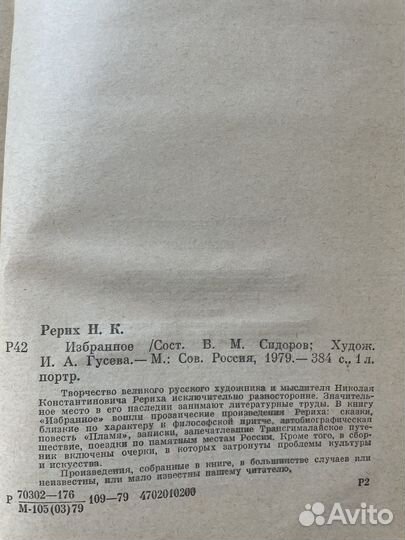 Рерих Н. К.
Р42 Избранное /Сост. В. М. Сидоров; Худож.
И. А. Гусева.— М.: Сов. Россия, 1979.— 384 с., 1 л.
портр.
Творчество великого русского художника и мыслителя Николая
Константиновича Рериха исключительно разносторонне. Значитель-
ное место в его наследии занимают литературные труды. В книгу
«Избранное» вошли прозаические произведения Рериха: сказки,
близкие по характеру к философской притче, автобиографическая
повесть «Пламя», записки, запечатлевшие Трансгималайское путе-
шествие, поездки по памятным местам России. Кроме того, в сбор-
ник включены очерки, в которых затронуты проблемы культуры
и искусства.
Произведения, собранные в книге, в большинстве случаев или
неизвестны, или мало известны нашему читателю.
Р 70302—176 / М-105(03)79 109—79 4702010200 Р2
Avito